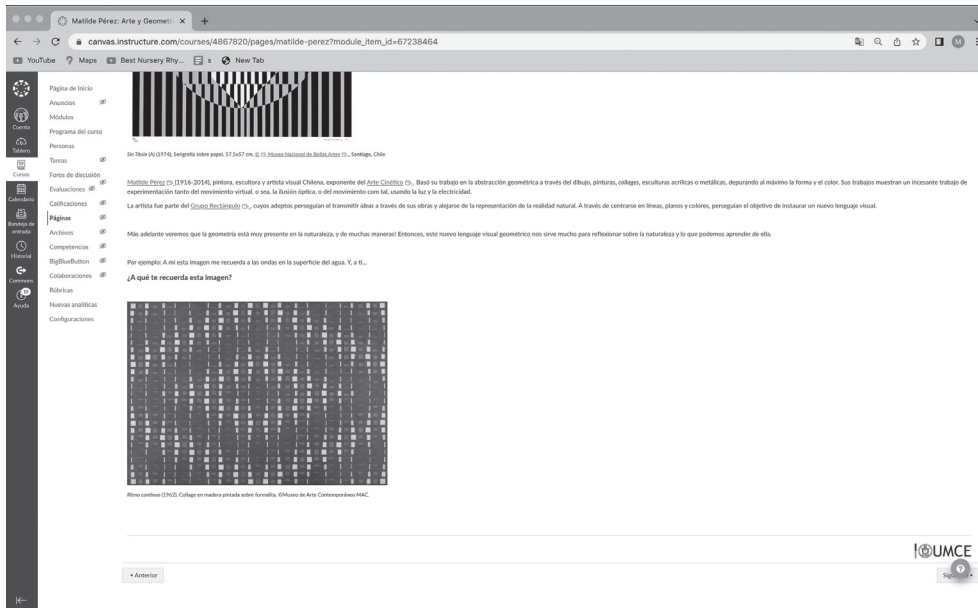 Matilde Pérez: Arte y Geometrí
canvas.instructure.com/courses/4867820/pages/matilde-perez?module_item_id=67238464
M
YouTube
Maps
Best Nursery Rhy...
s
New Tab
Cuenta
Tablero
Cursos
Calendario
Bandeja de
entrada
Historial
Commons
Ayuda
Página de Inicio
Anuncios
Módulos
Programa del curso
Personas
Tareas
Foros de discusión
Evaluaciones
Calificaciones
Páginas
Archivos
Competencias
BigBlueButton
Colaboraciones
Rúbricas
Nuevas analíticas
Configuraciones
Sin Título (A) (1974), Serigrafía sobre papel, 57,5x57 cm, © Museo Nacional de Bellas Artes, Santiago, Chile
Matilde Pérez (1916-2014), pintora, escultora y artista visual Chilena, exponente del Arte Cinético. Basó su trabajo en la abstracción geométrica a través del dibujo, pinturas, collages, esculturas acrílicas o metálicas, depurando al máximo la forma y el color. Sus trabajos muestran un incesante trabajo de
experimentación tanto del movimiento virtual, o sea, la ilusión óptica, o del movimiento com tal, usando la luz y la electricidad.
La artista fue parte del Grupo Rectángulo, cuyos adeptos perseguían el transmitir ideas a través de sus obras y alejarse de la representación de la realidad natural. A través de centrarse en líneas, planos y colores, perseguían el objetivo de instaurar un nuevo lenguaje visual.
Más adelante veremos que la geometría está muy presente en la naturaleza, y de muchas maneras! Entonces, este nuevo lenguaje visual geométrico nos sirve mucho para reflexionar sobre la naturaleza y lo que podemos aprender de ella.
Por ejemplo: A mi esta imagen me recuerda a las ondas en la superficie del agua. Y, a ti...
¿A qué te recuerda esta imagen?
Ritmo contínuo (1962), Collage en madera pintada sobre formalita. ©Museo de Arte Contemporáneo MAC.
UMCE
Anterior